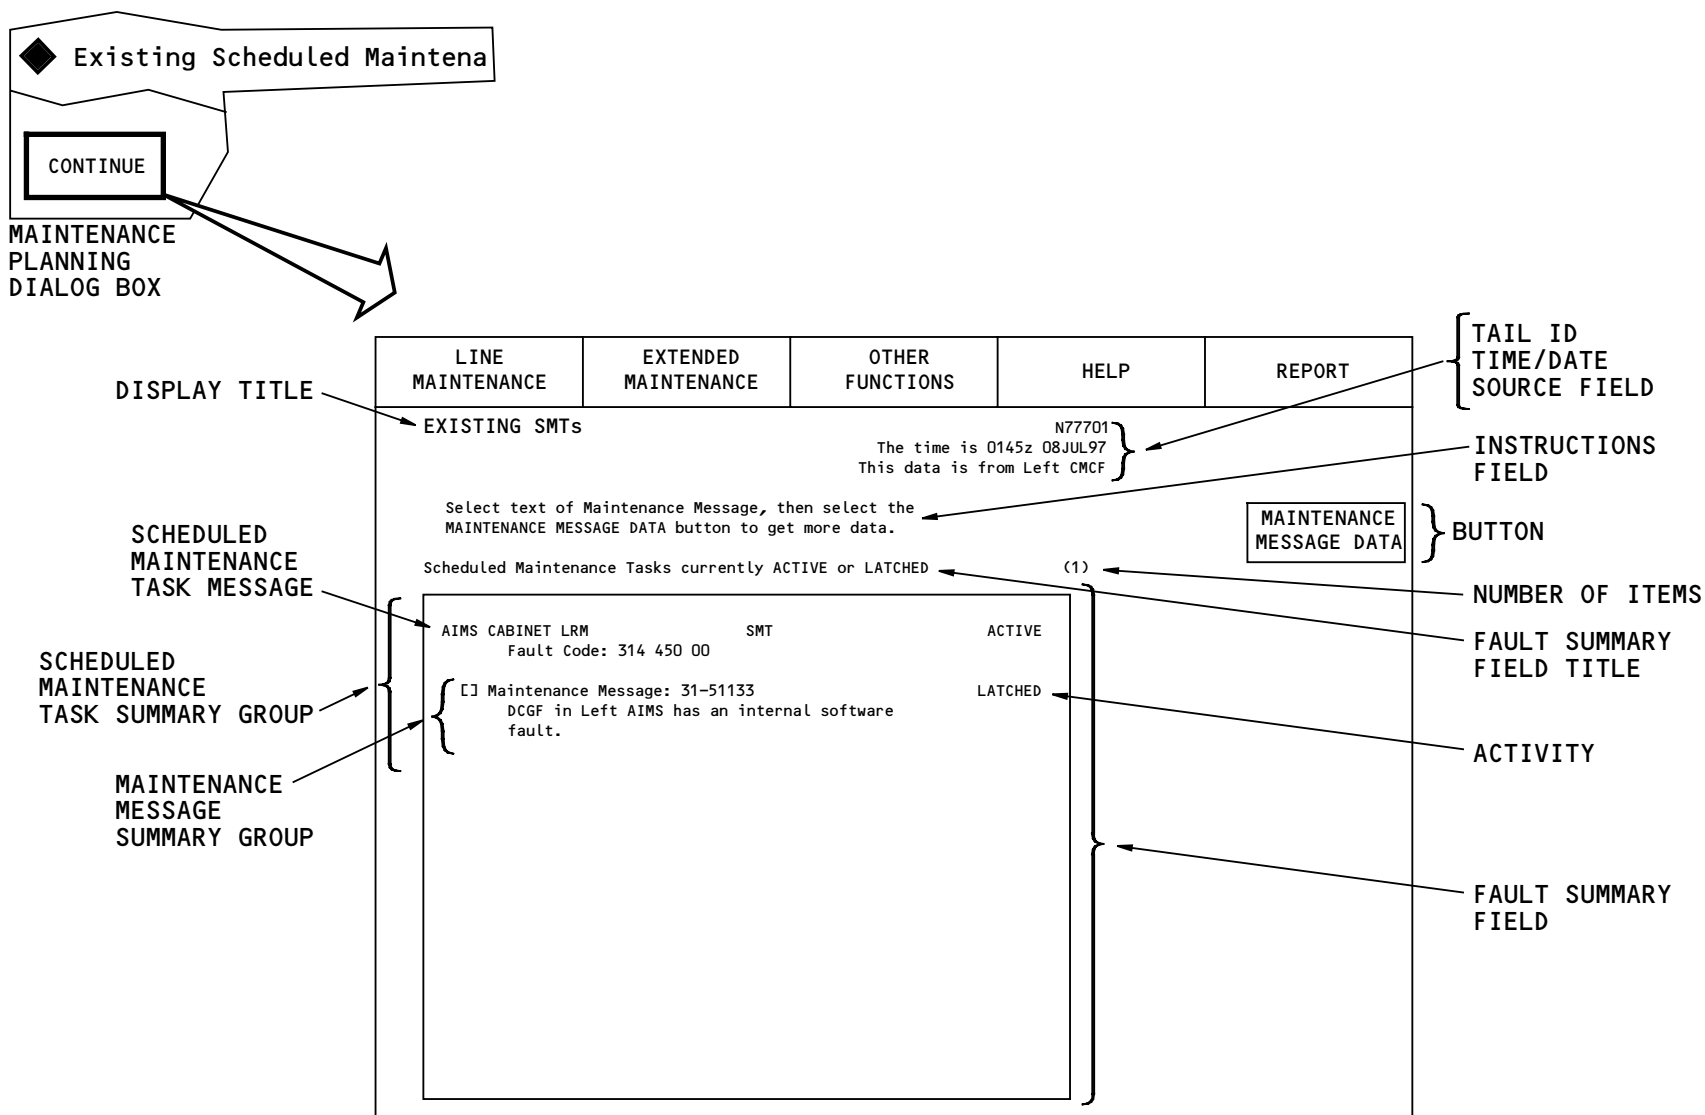 Existing Scheduled Maintena
CONTINUE
MAINTENANCE
PLANNING
DIALOG BOX
TAIL ID
TIME/DATE
SOURCE FIELD
LINE
MAINTENANCE
EXTENDED
MAINTENANCE
OTHER
FUNCTIONS
HELP
REPORT
DISPLAY TITLE
EXISTING SMTs
N77701
The time is 0145z 08JUL97
This data is from Left CMCF
INSTRUCTIONS
FIELD
Select text of Maintenance Message, then select the
MAINTENANCE MESSAGE DATA button to get more data.
MAINTENANCE
MESSAGE DATA
BUTTON
SCHEDULED
MAINTENANCE
TASK MESSAGE
Scheduled Maintenance Tasks currently ACTIVE or LATCHED (1)
NUMBER OF ITEMS
AIMS CABINET LRM SMT ACTIVE
Fault Code: 314 450 00
FAULT SUMMARY
FIELD TITLE
SCHEDULED
MAINTENANCE
TASK SUMMARY GROUP
[] Maintenance Message: 31-51133 LATCHED
DCGF in Left AIMS has an internal software
fault.
ACTIVITY
MAINTENANCE
MESSAGE
SUMMARY GROUP
FAULT SUMMARY
FIELD